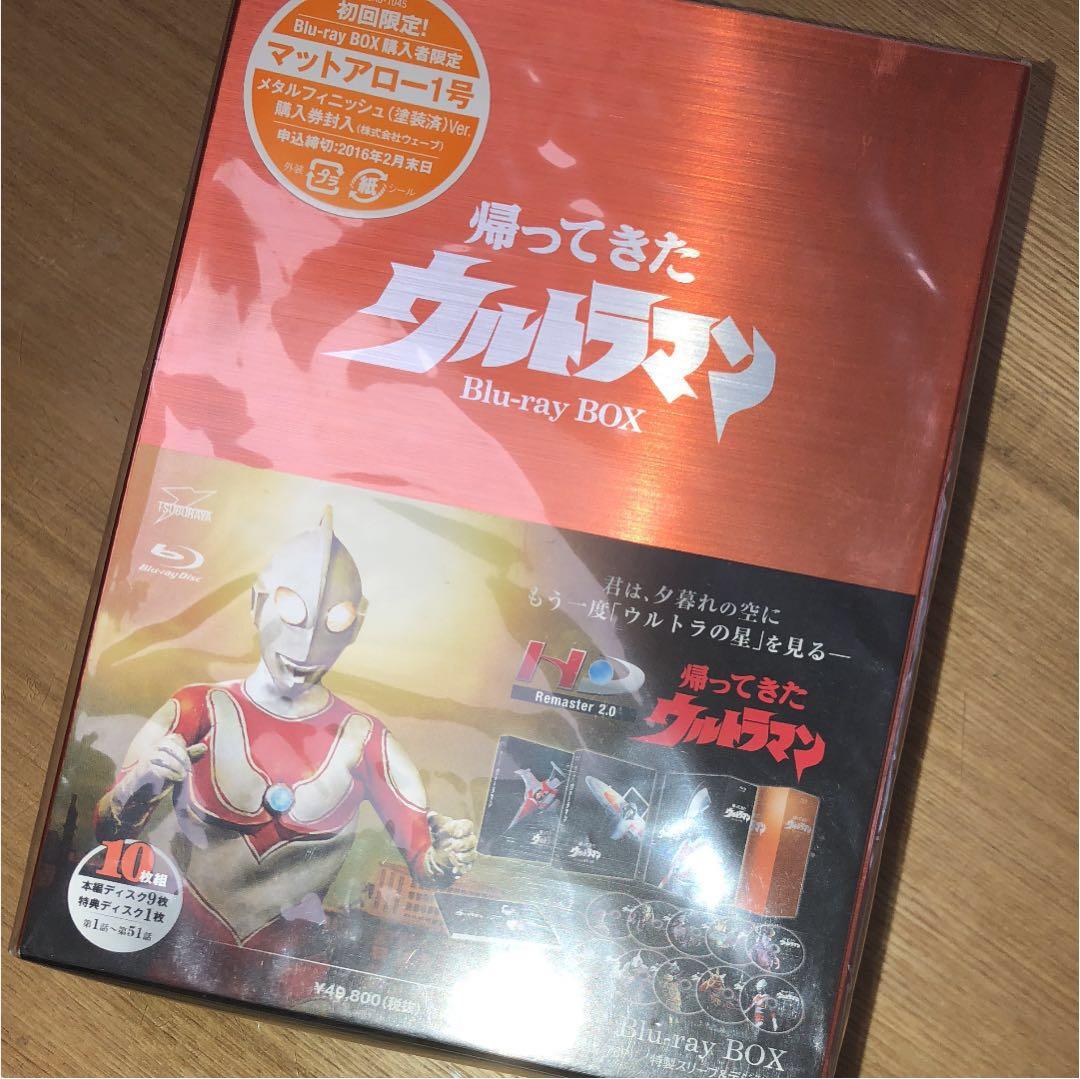 初回限定!
Blu-ray BOX 購入者限定
マットアロー1号
メタルフィニッシュ(塗装済)Ver.
購入券封入(株式会社ウェーブ)
申込締切:2016年2月末日
外装 プラ 紙 シール
帰ってきた
ウルトラマン
Blu-ray BOX
TSUBURAYA
Blu-ray Disc
君は、夕暮れの空に
もう一度「ウルトラの星」を見る—
HD
Remaster 2.0
帰ってきた
ウルトラマン
10枚組
本編ディスク9枚
特典ディスク1枚
第1話~第51話
¥49,800(税抜)
Blu-ray BOX